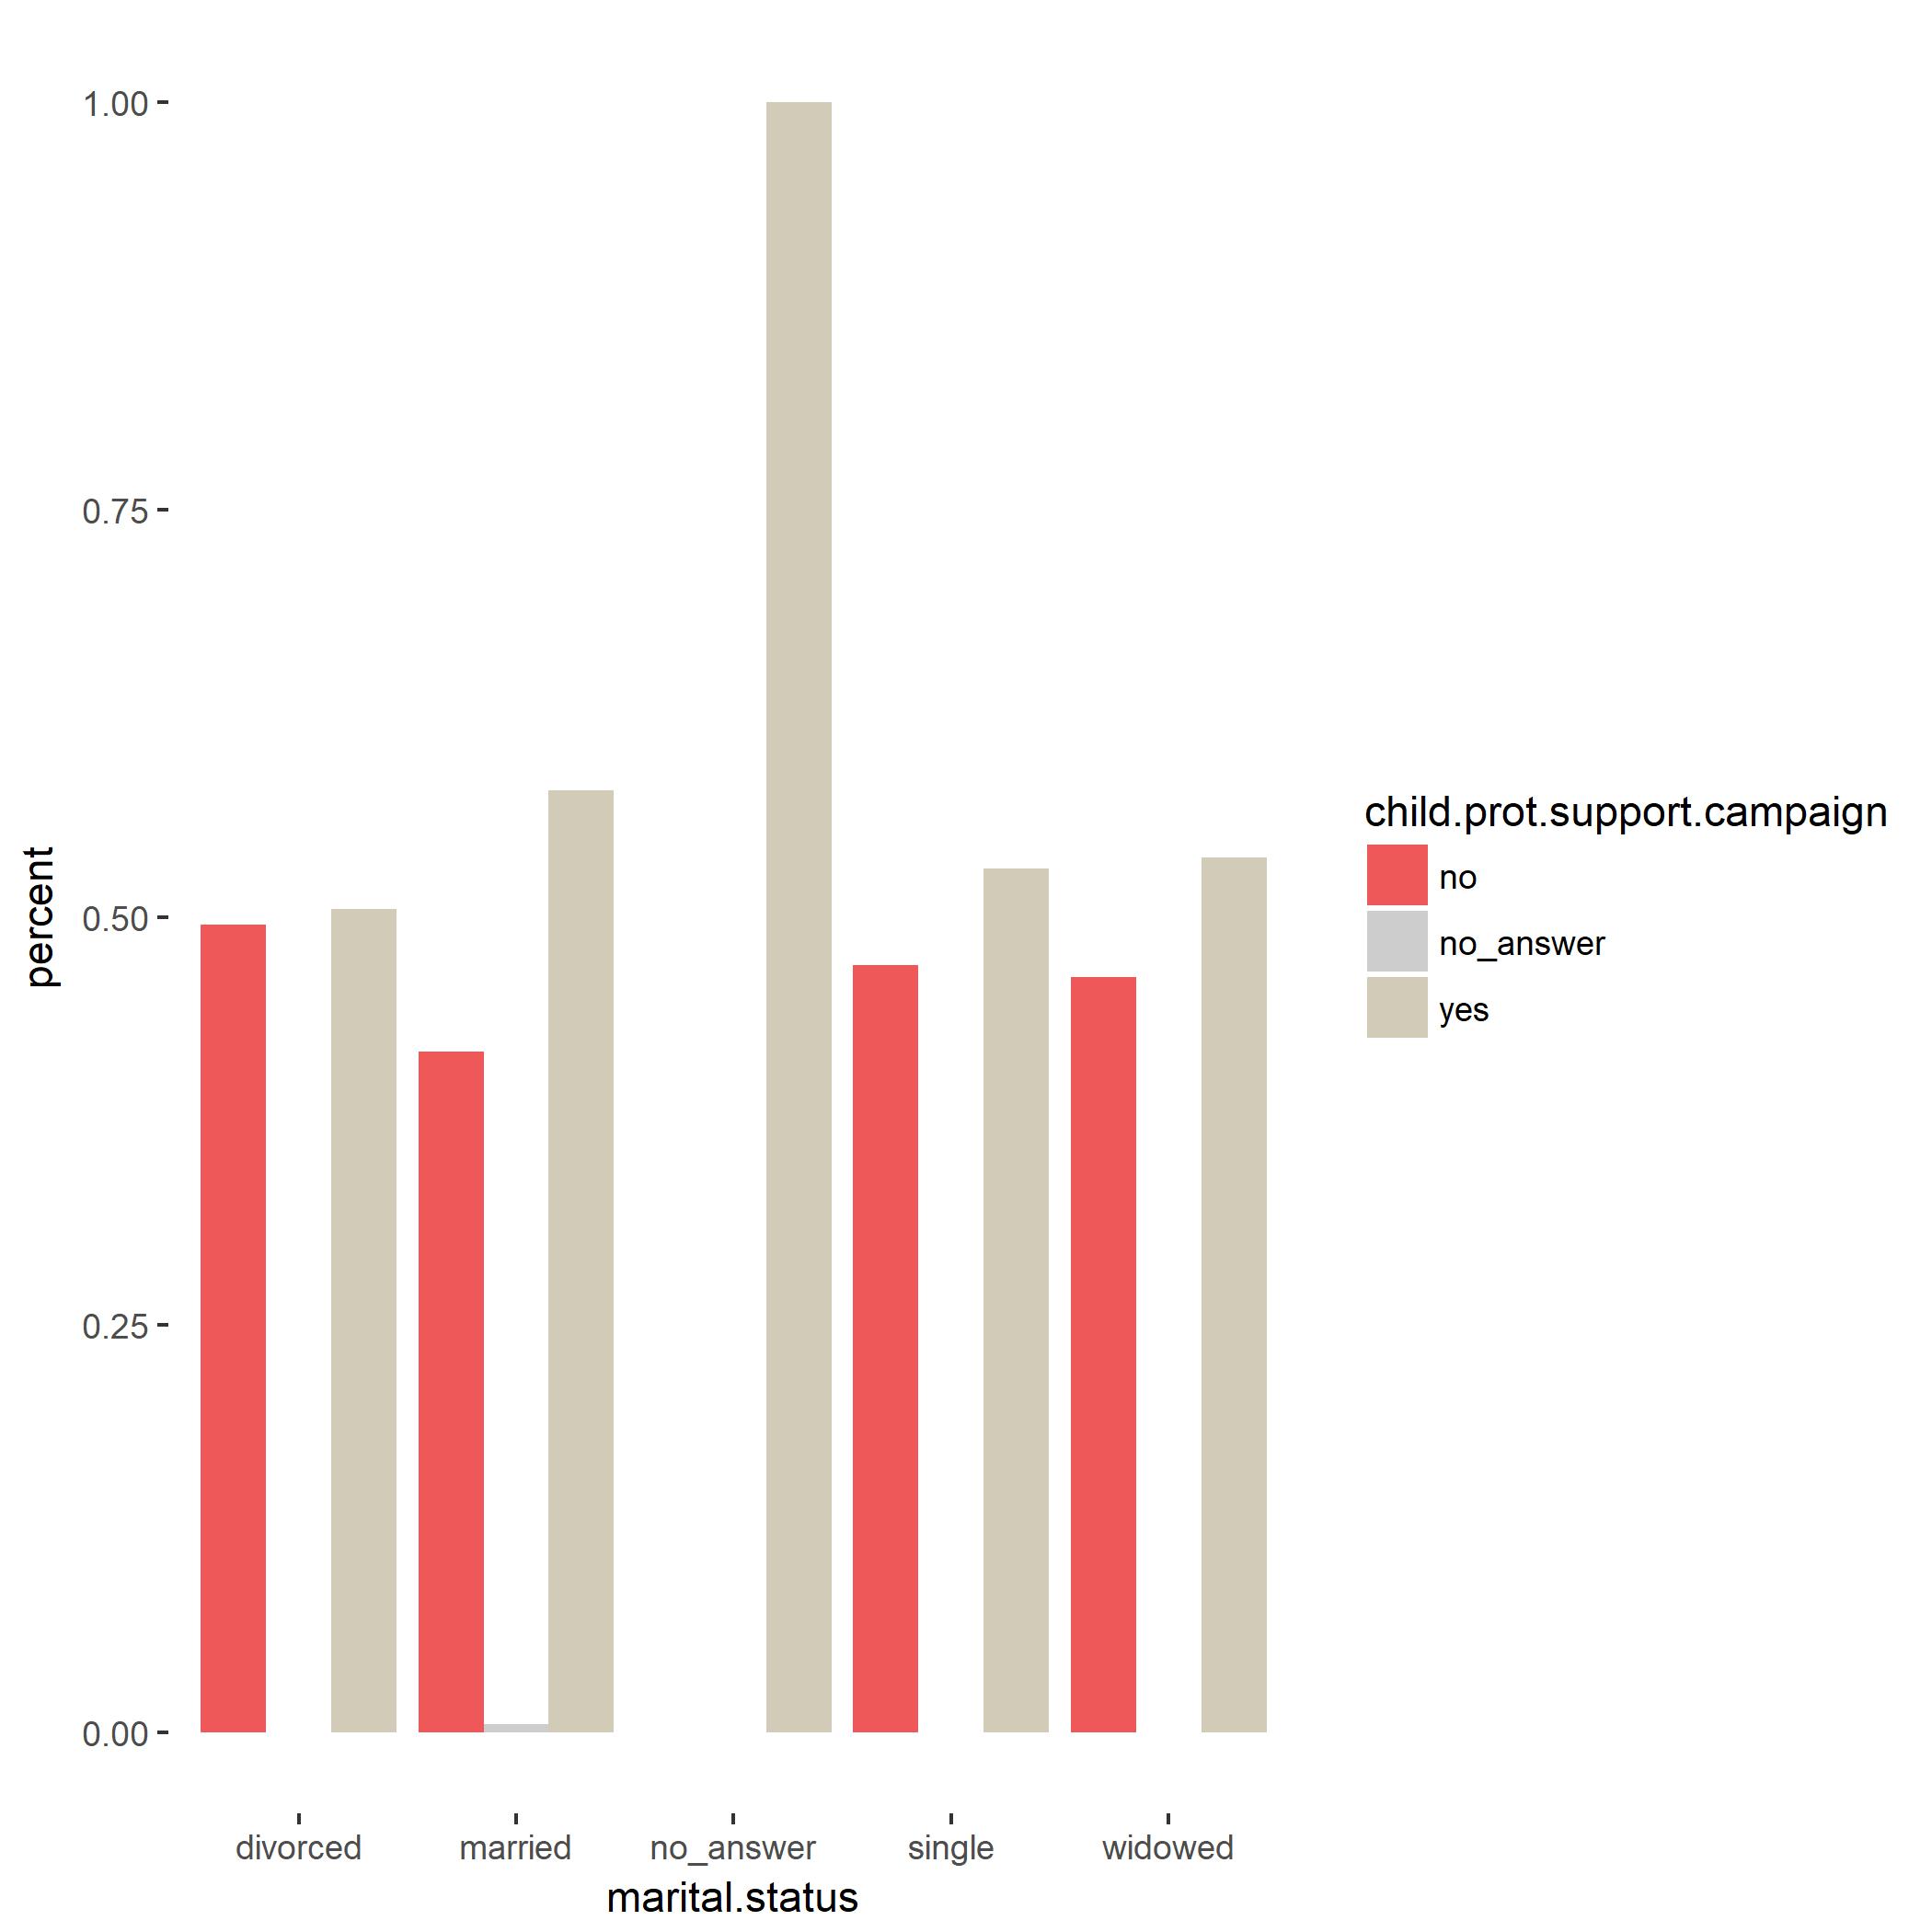 1.00
0.75
0.50
0.25
0.00
percent
divorced married no_answer single widowed
marital.status
child.prot.support.campaign
no
no_answer
yes